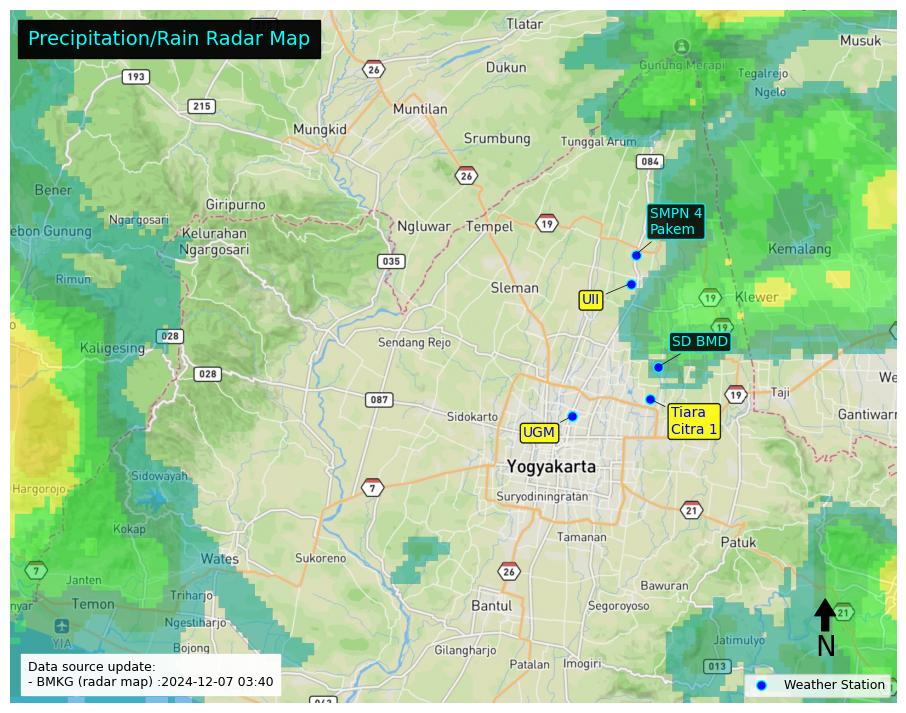 Precipitation/Rain Radar Map
Tlatar
Musuk
193
26
Dukun
Gunung Merapi
Tegalrejo
Ngelo
215
Muntilan
Mungkid
Srumbung
Tunggal Arum
084
26
Bener
Giripurno
SMPN 4
Pakem
Ngargosari
Ngluwar
Tempel
19
ebon Gunung
Kelurahan
Ngargosari
Kemalang
035
Rimun
Sleman
UII
19
Klewer
19
028
Kaligesing
Sendang Rejo
SD BMD
028
We
087
19
Taji
Sidokarto
Tiara
Citra 1
Gantiwarn
UGM
Yogyakarta
Sidowayah
Hargorojo
7
Suryodiningratan
21
Kokap
Tamanan
Patuk
Wates
Sukoreno
7
26
Janten
Bawuran
Triharjo
nyar
Temon
Bantul
Segoroyoso
21
Ngestiharjo
YIA
Jatimulyo
N
Bojong
Gilangharjo
Patalan
Imogiri
013
Data source update:
- BMKG (radar map) :2024-12-07 03:40
Weather Station